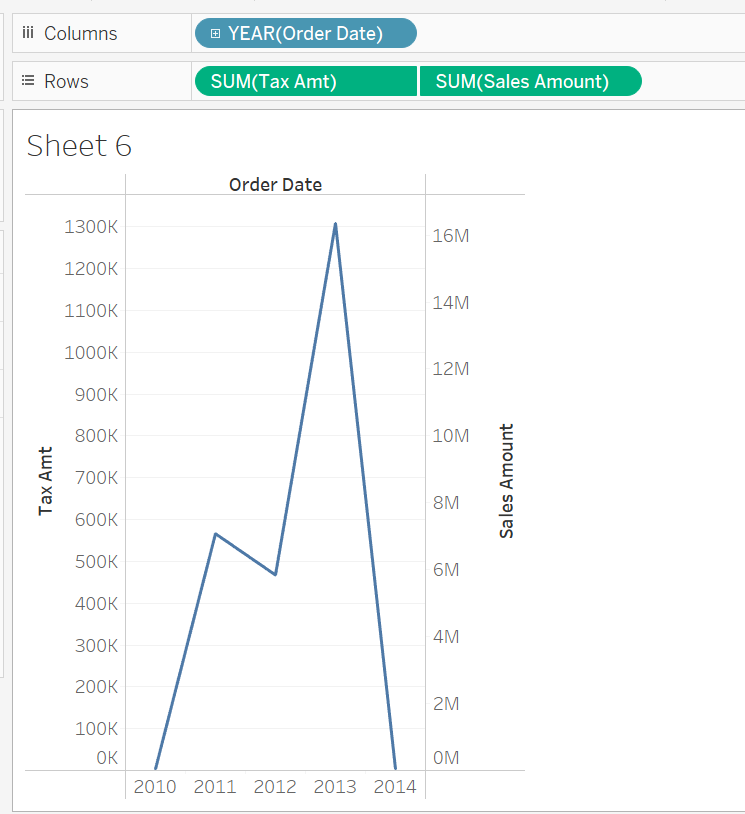 Columns
YEAR(Order Date)
Rows
SUM(Tax Amt)
SUM(Sales Amount)
Sheet 6
Order Date
1300K
1200K
1100K
1000K
900K
800K
700K
600K
500K
400K
300K
200K
100K
0K
Tax Amt
16M
14M
12M
10M
8M
6M
4M
2M
0M
Sales Amount
2010 2011 2012 2013 2014